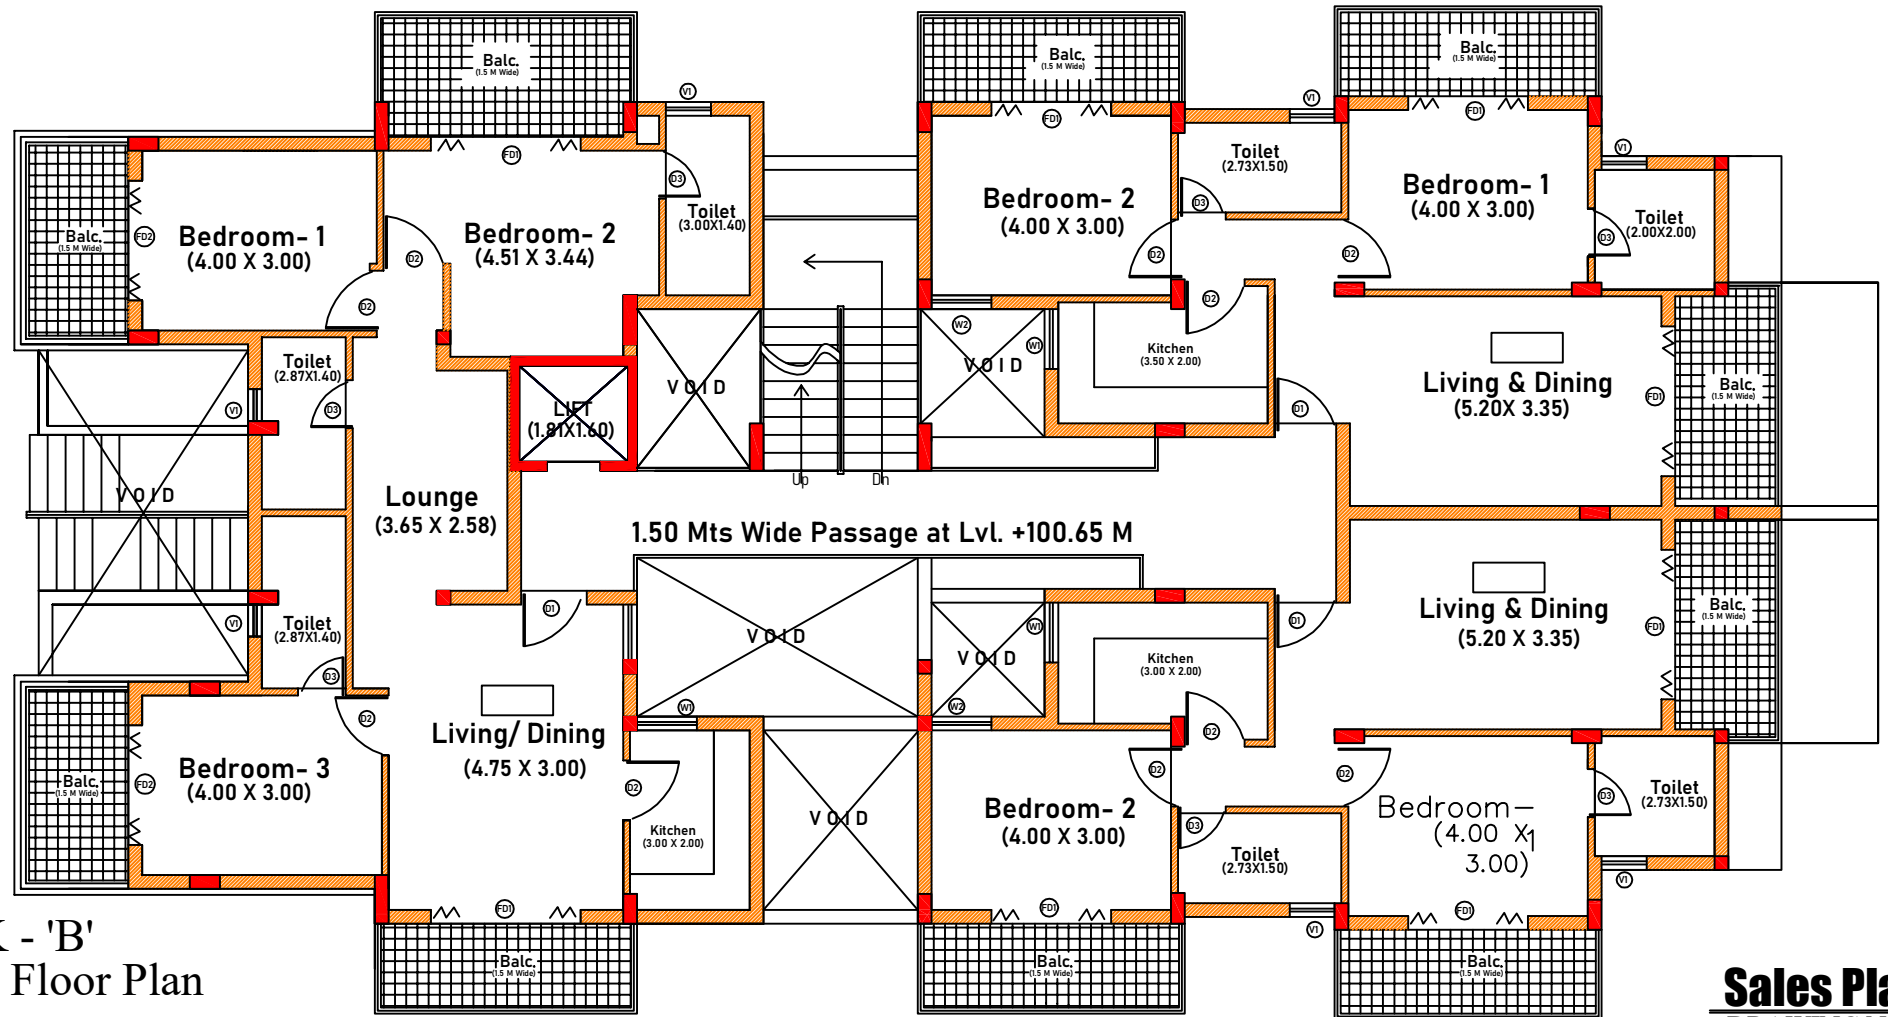 Balc.
(1.5 M Wide)
Balc.
(1.5 M Wide)
Balc.
(1.5 M Wide)
V1
V1
FD1
FD1
FD1
V1
Toilet
(2.73X1.50)
D3
Bedroom- 2
(4.00 X 3.00)
Bedroom- 1
(4.00 X 3.00)
D3
Toilet
(3.00X1.40)
Toilet
(2.00X2.00)
D3
Balc.
(1.5 M Wide)
FD2
Bedroom- 1
(4.00 X 3.00)
Bedroom- 2
(4.51 X 3.44)
D2
D2
D2
D2
D2
W2
W1
VOID
Kitchen
(3.50 X 2.00)
Toilet
(2.87X1.40)
D3
V1
VOID
LIFT
(1.81X1.60)
Living & Dining
(5.20X 3.35)
FD1
Balc.
(1.5 M Wide)
D1
Up
Dn
VOID
Lounge
(3.65 X 2.58)
1.50 Mts Wide Passage at Lvl. +100.65 M
V1
Toilet
(2.87X1.40)
D3
D1
VOID
W1
VOID
W2
W1
Kitchen
(3.00 X 2.00)
D1
Living & Dining
(5.20 X 3.35)
FD1
Balc.
(1.5 M Wide)
D2
Living/ Dining
(4.75 X 3.00)
D2
D2
D2
D2
Balc.
(1.5 M Wide)
FD2
Bedroom- 3
(4.00 X 3.00)
Kitchen
(3.00 X 2.00)
VOID
Bedroom- 2
(4.00 X 3.00)
D3
Toilet
(2.73X1.50)
Bedroom-
1
(4.00 X
3.00)
D3
Toilet
(2.73X1.50)
V1
V1
FD1
FD1
FD1
Balc.
(1.5 M Wide)
Balc.
(1.5 M Wide)
Balc.
(1.5 M Wide)
- 'B'
Floor Plan
Sales Pla